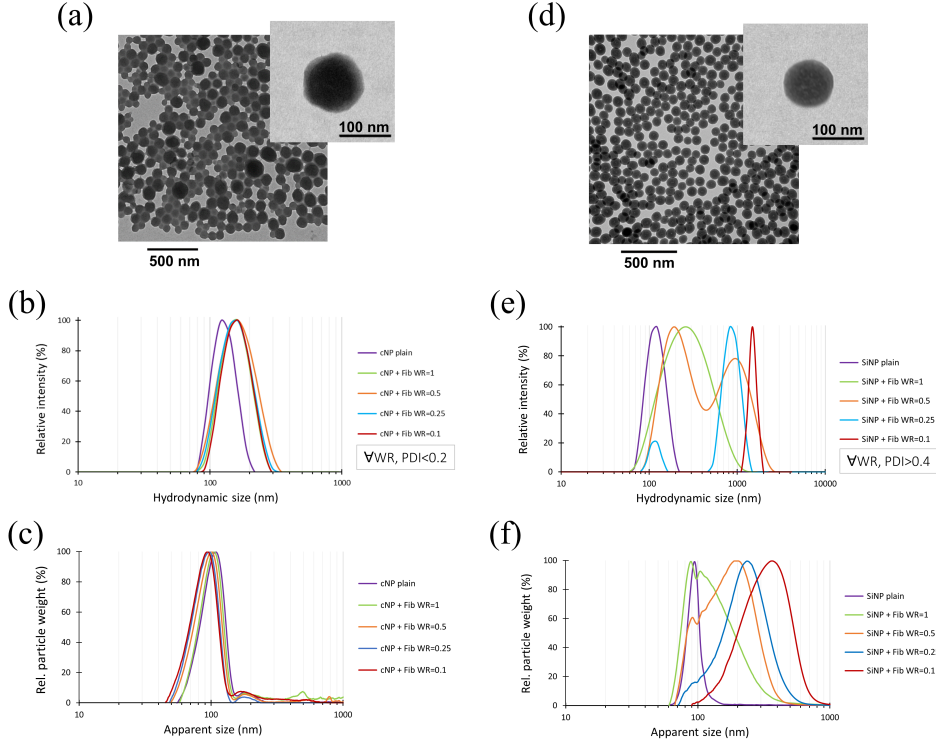 (a)
100 nm
500 nm
(d)
100 nm
500 nm
(b)
Relative intensity (%)
100
80
60
40
20
0
10
100
1000
Hydrodynamic size (nm)
cNP plain
cNP + Fib WR=1
cNP + Fib WR=0.5
cNP + Fib WR=0.25
cNP + Fib WR=0.1
∀WR, PDI<0.2
(e)
Relative intensity (%)
100
80
60
40
20
0
10
100
1000
10000
Hydrodynamic size (nm)
SiNP plain
SiNP + Fib WR=1
SiNP + Fib WR=0.5
SiNP + Fib WR=0.25
SiNP + Fib WR=0.1
∀WR, PDI>0.4
(c)
Rel. particle weight (%)
100
80
60
40
20
0
10
100
1000
Apparent size (nm)
cNP plain
cNP + Fib WR=1
cNP + Fib WR=0.5
cNP + Fib WR=0.25
cNP + Fib WR=0.1
(f)
Rel. particle weight (%)
100
80
60
40
20
0
10
100
1000
Apparent size (nm)
SiNP plain
SiNP + Fib WR=1
SiNP + Fib WR=0.5
SiNP + Fib WR=0.2
SiNP + Fib WR=0.1